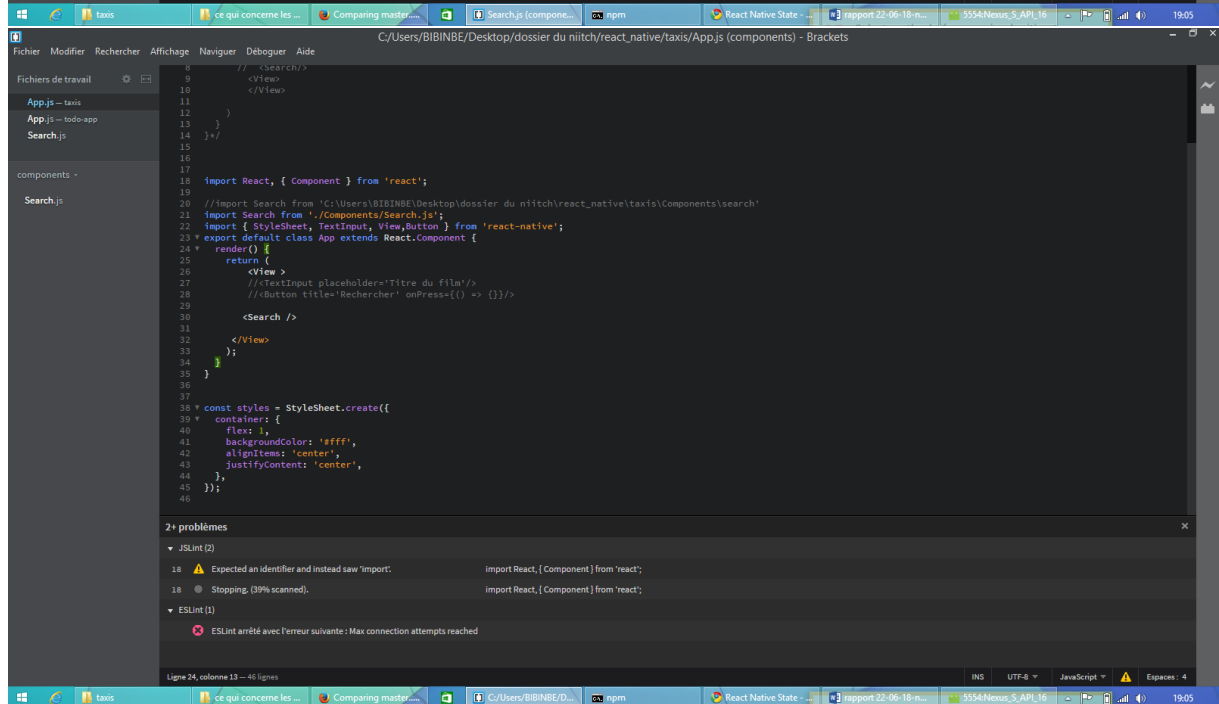 taxis
ce qui concerne les ...
Comparing master.....
Search.js (compone...
npm
React Native State - ...
rapport 22-06-18-n...
5554:Nexus_S_API_16
19:05
C:/Users/BIBINBE/Desktop/dossier du niitch/react_native/taxis/App.js (components) - Brackets
Fichier Modifier Rechercher Affichage Naviguer Déboguer Aide
Fichiers de travail
App.js — taxis
App.js — todo-app
Search.js
components
Search.js
8 // <Search/>
9 <View>
10 </View>
11
12 )
13 }
14 }*/
15
16
17
18 import React, { Component } from 'react';
19
20 //import Search from 'C:\Users\BIBINBE\Desktop\dossier du niitch\react_native\taxis\Components\search'
21 import Search from './Components/Search.js';
22 import { StyleSheet, TextInput, View,Button } from 'react-native';
23 export default class App extends React.Component {
24 render() {
25 return (
26 <View >
27 //<TextInput placeholder='Titre du film'/>
28 //<Button title='Rechercher' onPress={() => {}}/>
29
30 <Search />
31
32 </View>
33 );
34 }
35 }
36
37
38 const styles = StyleSheet.create({
39 container: {
40 flex: 1,
41 backgroundColor: '#fff',
42 alignItems: 'center',
43 justifyContent: 'center',
44 },
45 });
46
2+ problèmes
JSLint (2)
18 Expected an identifier and instead saw 'import'. import React, { Component } from 'react';
18 Stopping. (39% scanned). import React, { Component } from 'react';
ESLint (1)
ESLint arrêté avec l'erreur suivante : Max connection attempts reached
Ligne 24, colonne 13 — 46 lignes
INS UTF-8 JavaScript Espaces : 4
taxis
ce qui concerne les ...
Comparing master.....
C:/Users/BIBINBE/D...
npm
React Native State - ...
rapport 22-06-18-n...
5554:Nexus_S_API_16
19:05